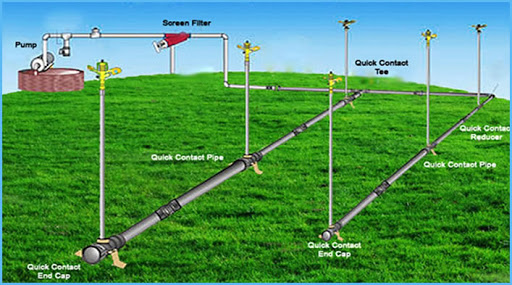 Screen Filter
Pump
Quick Contact
Tee
Quick Contact
Reducer
Quick Contact Pipe
Quick Contact Pipe
Quick Contact
End Cap
Quick Contact
End Cap